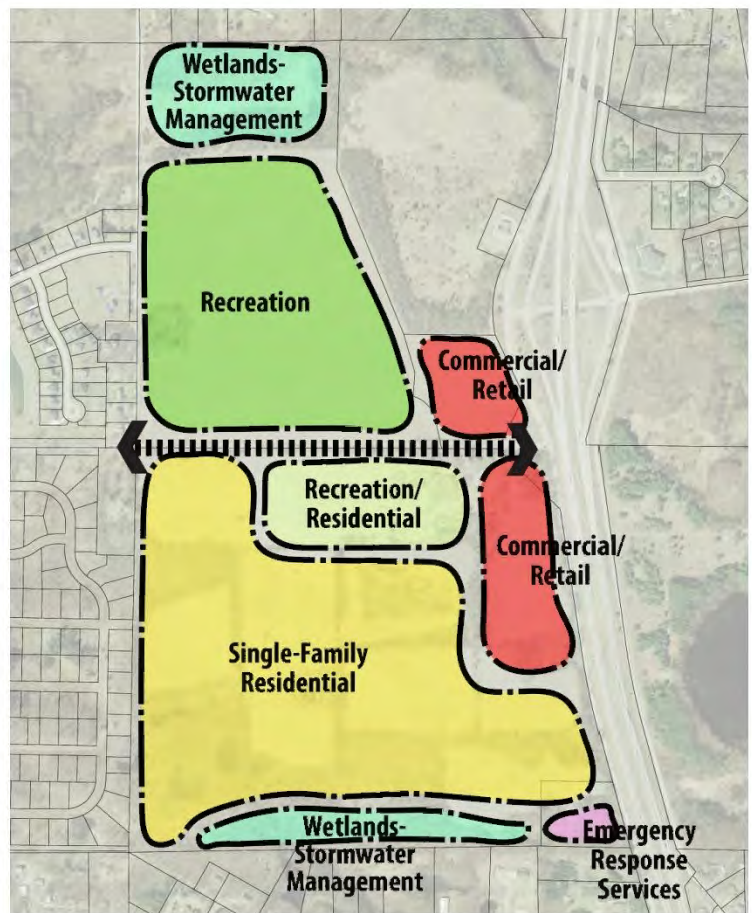 Wetlands-
Stormwater
Management
Recreation
Commercial/
Retail
Recreation/
Residential
Commercial/
Retail
Single-Family
Residential
Wetlands-
Stormwater
Management
Emergency
Response
Services